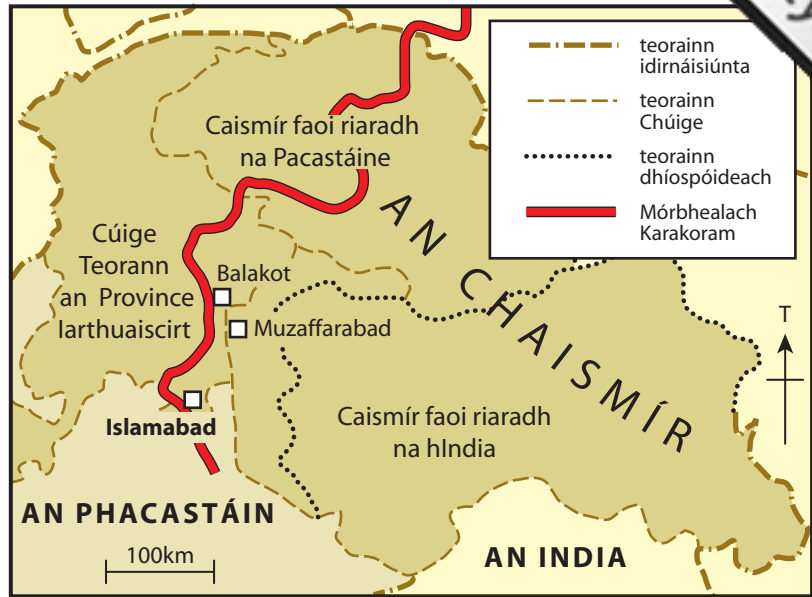 teorainn
idirnáisiúnta
teorainn
Chúige
teorainn
dhíospóideach
Mórbhealach
Karakoram
Caismír faoi riaradh
na Pacastáine
AN CHAISMÍR
Cúige
Teorann
an Province
Iarthuaiscirt
Balakot
Muzaffarabad
T
Islamabad
Caismír faoi riaradh
na hIndia
AN PHACASTÁIN
100km
AN INDIA